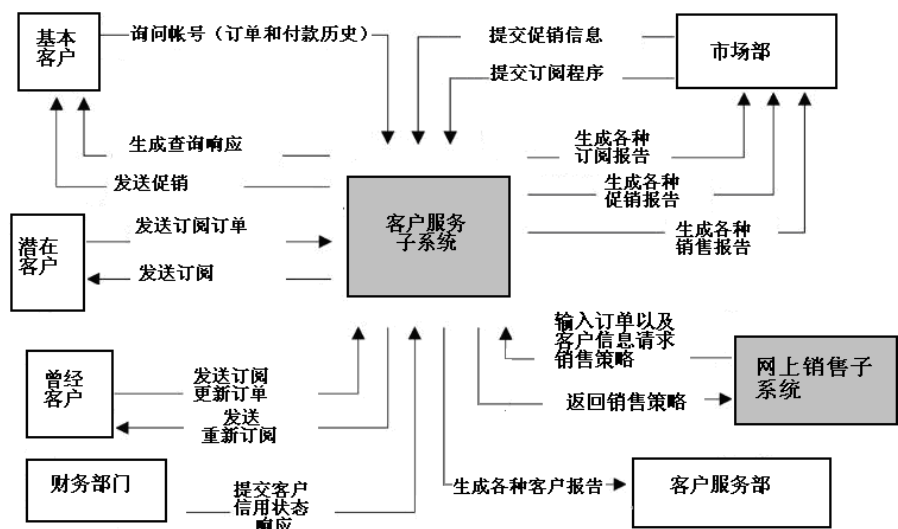 基本
客户
询问帐号（订单和付款历史）
提交促销信息
提交订阅程序
市场部
生成查询响应
发送促销
生成各种
订阅报告
生成各种
促销报告
生成各种
销售报告
客户服务
子系统
潜在
客户
发送订阅订单
发送订阅
输入订单以及
客户信息请求
销售策略
网上销售子
系统
返回销售策略
曾经
客户
发送订阅
更新订单
发送
重新订阅
财务部门
提交客户
信用状态
响应
生成各种客户报告
客户服务部